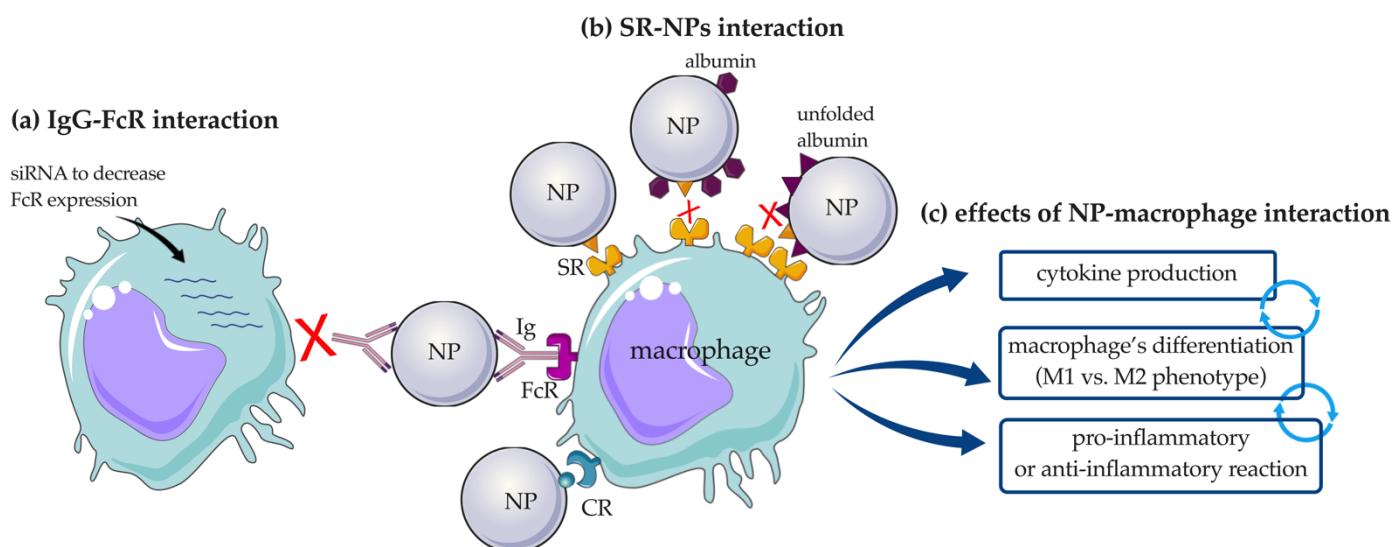 (b) SR-NPs interaction
albumin
NP
unfolded
albumin
NP
NP
SR
(a) IgG-FcR interaction
siRNA to decrease
FcR expression
NP
Ig
FcR
macrophage
NP
CR
(c) effects of NP-macrophage interaction
cytokine production
macrophage's differentiation
(M1 vs. M2 phenotype)
pro-inflammatory
or anti-inflammatory reaction